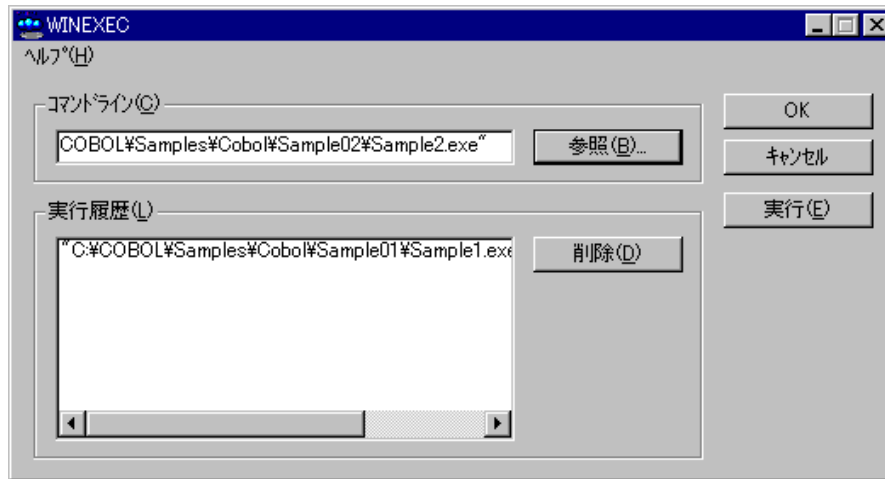 WINEXEC
ﾍﾙﾌﾟ(H)
ｺﾏﾝﾄﾞﾗｲﾝ(C)
COBOL¥Samples¥Cobol¥Sample02¥Sample2.exe"
参照(B)...
OK
ｷｬﾝｾﾙ
実行(E)
実行履歴(L)
"C:¥COBOL¥Samples¥Cobol¥Sample01¥Sample1.exe
削除(D)